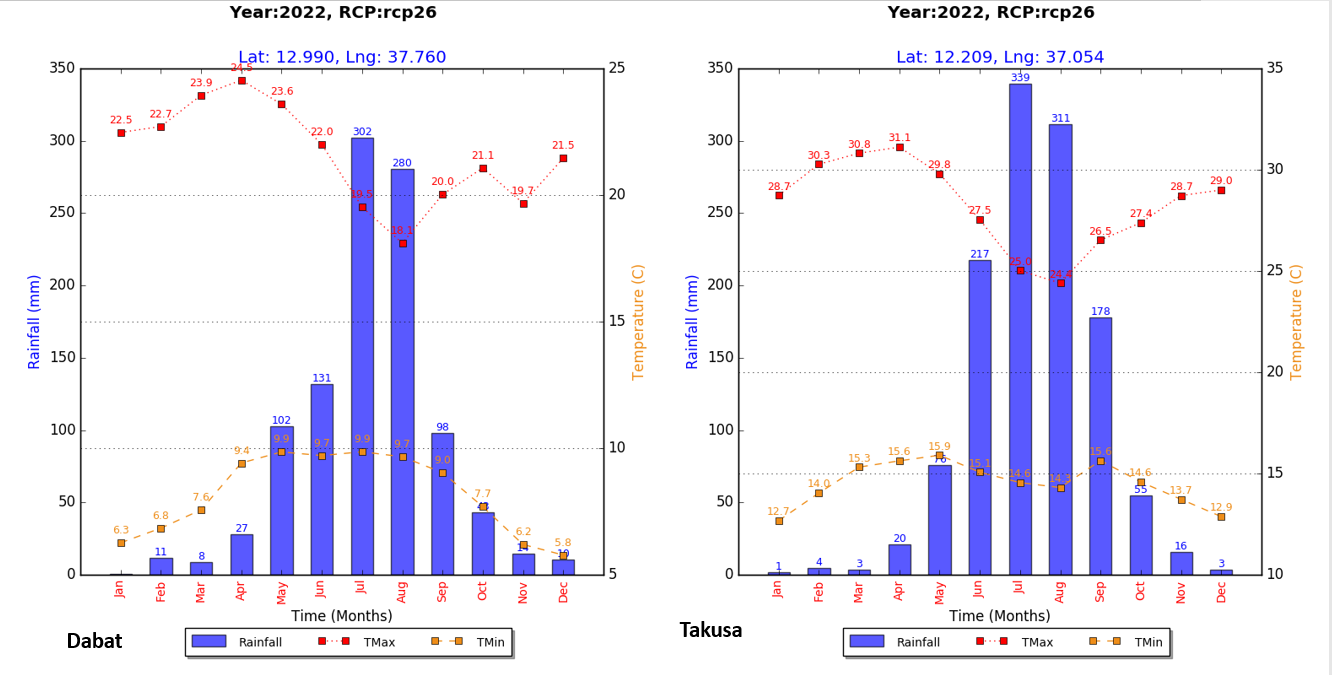 Year:2022, RCP:rcp26
Lat: 12.990, Lng: 37.760
350
300
250
200
150
100
50
0
Rainfall (mm)
25
20
15
10
5
Temperature (C)
22.5
22.7
23.9
24.5
23.6
22.0
19.5
18.1
20.0
21.1
19.7
21.5
11
8
27
102
131
302
280
98
43
14
10
6.3
6.8
7.6
9.4
9.9
9.7
9.9
9.7
9.0
7.7
6.2
5.8
Jan
Feb
Mar
Apr
May
Jun
Jul
Aug
Sep
Oct
Nov
Dec
Time (Months)
Rainfall TMax TMin
Dabat
Year:2022, RCP:rcp26
Lat: 12.209, Lng: 37.054
350
300
250
200
150
100
50
0
Rainfall (mm)
35
30
25
20
15
10
Temperature (C)
28.7
30.3
30.8
31.1
29.8
27.5
25.0
24.4
26.5
27.4
28.7
29.0
1
4
3
20
76
217
339
311
178
55
16
3
12.7
14.0
15.3
15.6
15.9
15.1
14.6
15.6
14.6
13.7
12.9
Jan
Feb
Mar
Apr
May
Jun
Jul
Aug
Sep
Oct
Nov
Dec
Time (Months)
Rainfall TMax TMin
Takusa